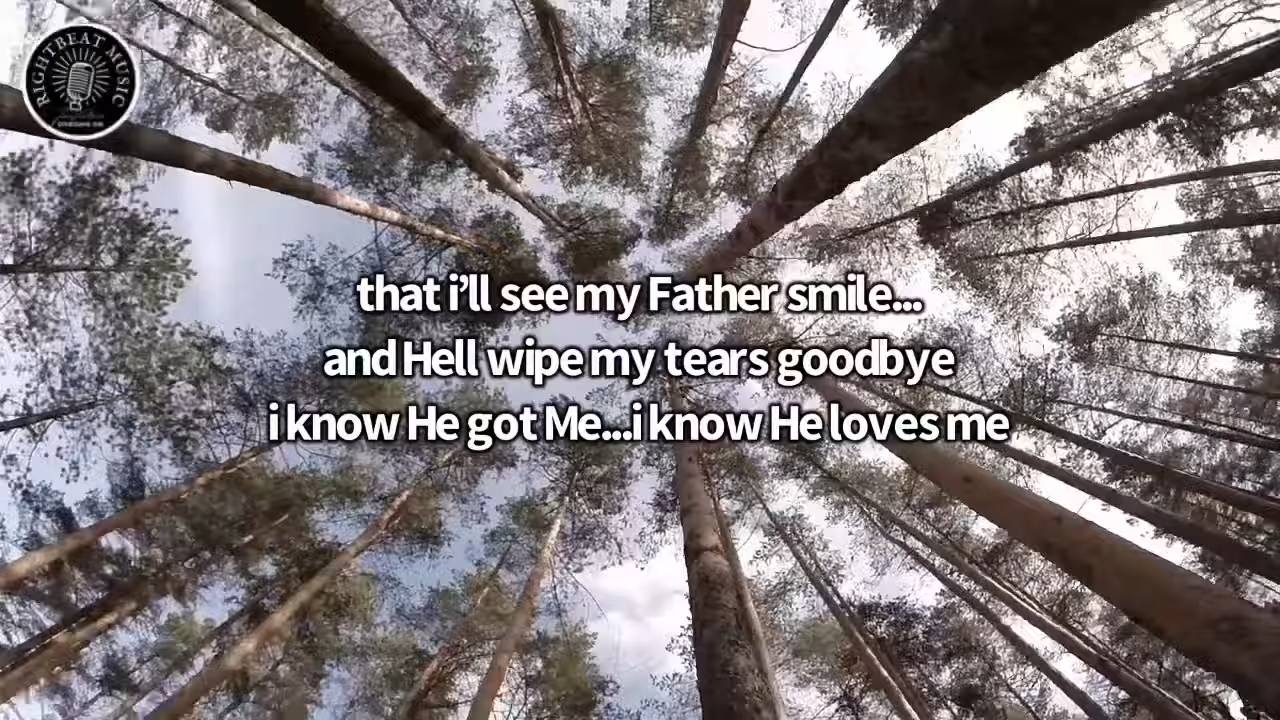 RIGHTBEAT MUSIC
that i’ll see my Father smile...
and Hell wipe my tears goodbye
i know He got Me...i know He loves me